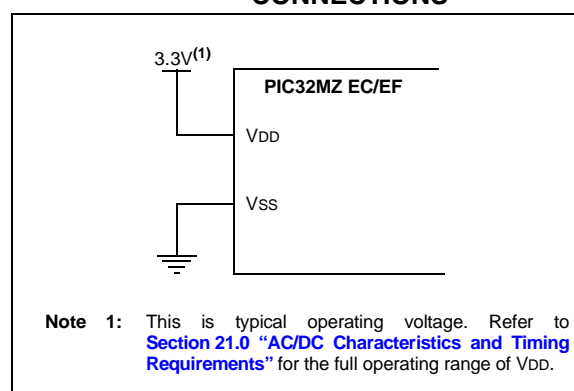 CONNECTIONS
3.3V(1)
PIC32MZ EC/EF
VDD
VSS
Note 1: This is typical operating voltage. Refer to
Section 21.0 “AC/DC Characteristics and Timing
Requirements” for the full operating range of VDD.